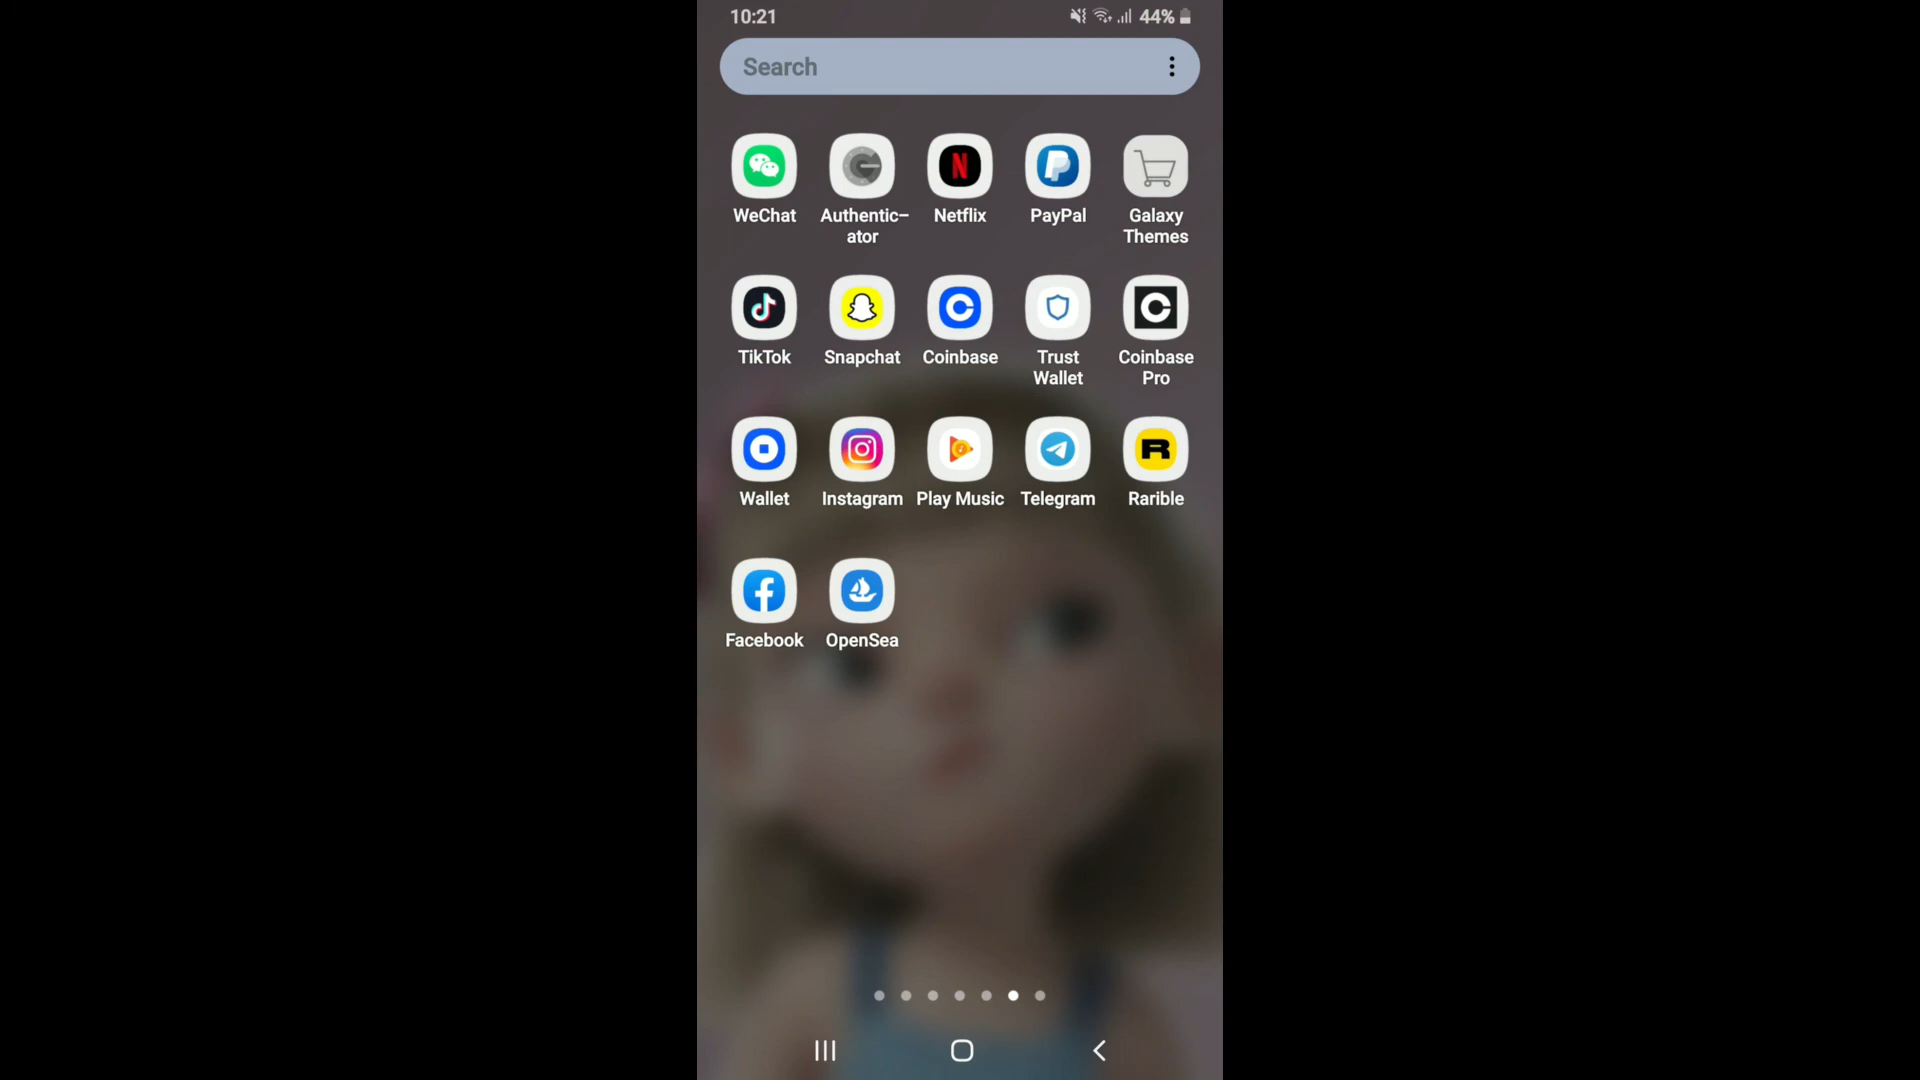 10:21
44%
Search
WeChat
Authentic-
ator
Netflix
PayPal
Galaxy
Themes
TikTok
Snapchat
Coinbase
Trust
Wallet
Coinbase
Pro
Wallet
Instagram
Play Music
Telegram
Rarible
Facebook
OpenSea